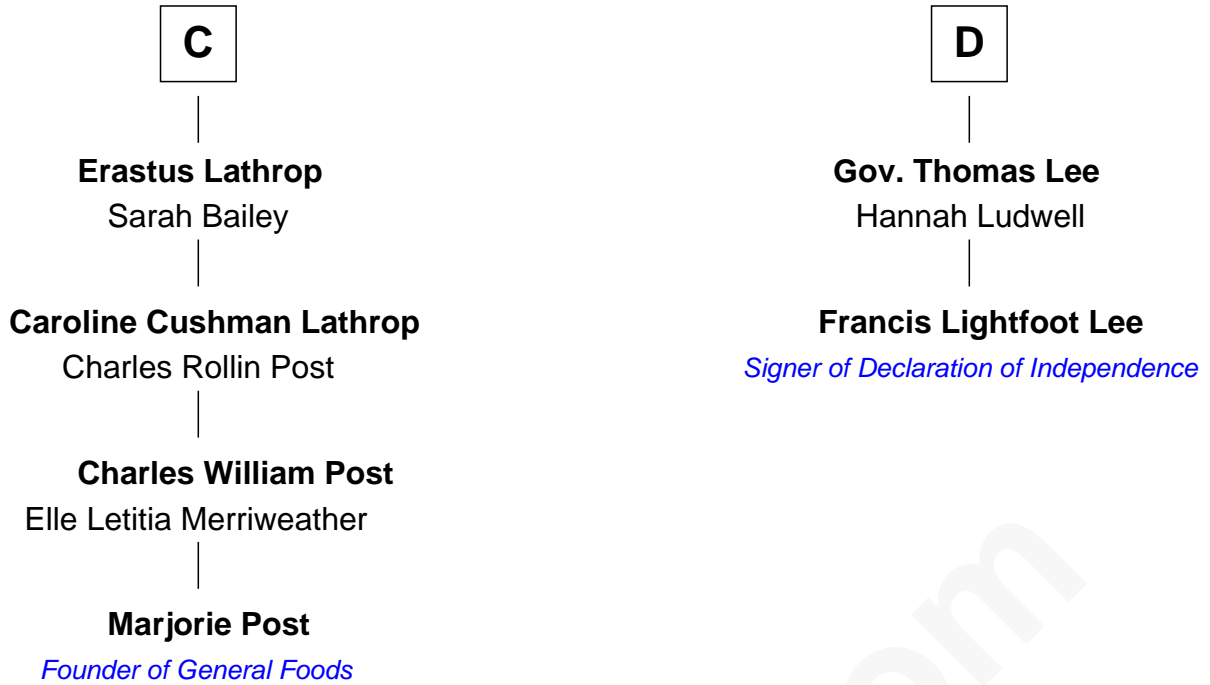 C
Erastus Lathrop
Sarah Bailey
Caroline Cushman Lathrop
Charles Rollin Post
Charles William Post
Elle Letitia Merriweather
Marjorie Post
Founder of General Foods
D
Gov. Thomas Lee
Hannah Ludwell
Francis Lightfoot Lee
Signer of Declaration of Independence
om